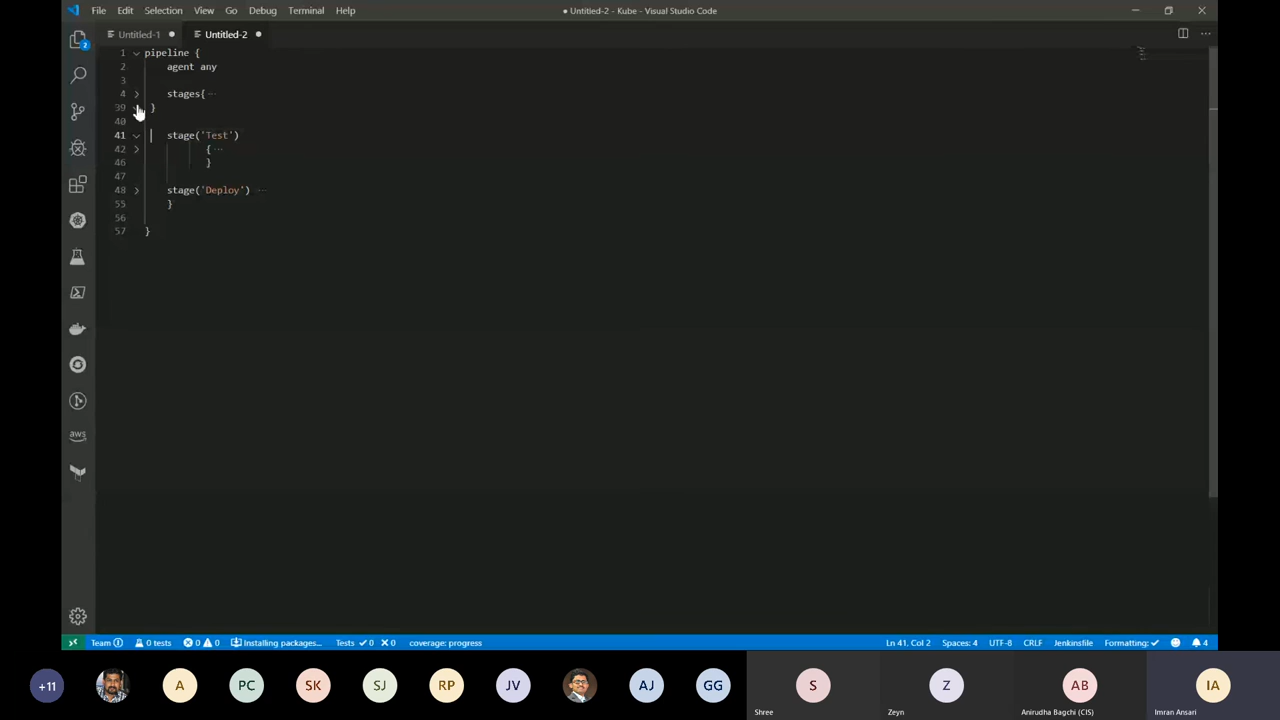 File Edit Selection View Go Debug Terminal Help
● Untitled-2 - Kube - Visual Studio Code
Untitled-1
Untitled-2
1 pipeline {
2 agent any
3
4 stages{
39 }
40
41 stage('Test')
42 {
46 }
47
48 stage('Deploy')
55 }
56
57 }
2
aws
Team 0 tests 0 0 Installing packages... Tests 0 0 coverage: progress
Ln 41, Col 2 Spaces: 4 UTF-8 CRLF Jenkinsfile Formatting: 4
+11 A PC SK SJ RP JV AJ GG S Z AB IA
Shree Zeyn Anirudha Bagchi (CIS) Imran Ansari